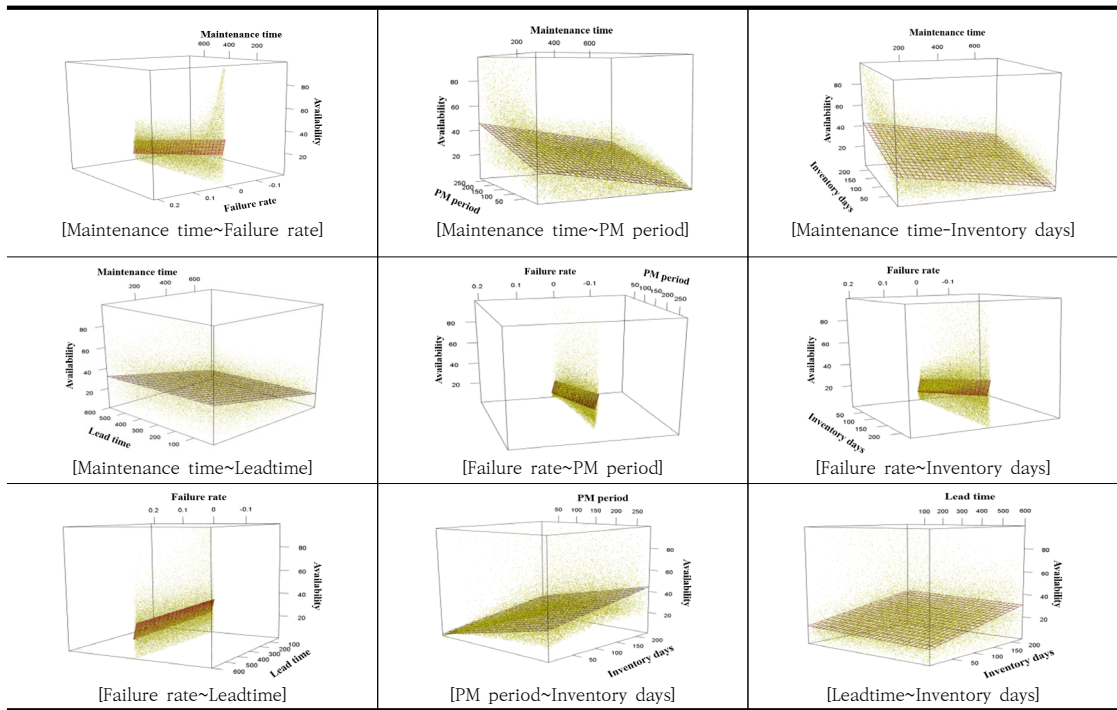 Maintenance time
600 400 200
Availability
80
60
40
20
0.2 0.1 0 -0.1
Failure rate
[Maintenance time~Failure rate]
Maintenance time
200 400 600
Availability
80
60
40
20
PM period
250 200 150 100 50
[Maintenance time~PM period]
Maintenance time
200 400 600
Availability
80
60
40
20
Inventory days
200 150 100 50
[Maintenance time-Inventory days]
Maintenance time
200 400 600
Availability
80
60
40
20
Lead time
600 500 400 300 200 100
[Maintenance time~Leadtime]
Failure rate
0.2 0.1 0 -0.1
PM period
50 100 150 200 250
Availability
80
60
40
20
[Failure rate~PM period]
Failure rate
0.2 0.1 0 -0.1
Availability
80
60
40
20
Inventory days
50 100 150 200
[Failure rate~Inventory days]
Failure rate
0.2 0.1 0 -0.1
Availability
80
60
40
20
Lead time
600 500 400 300 200 100
[Failure rate~Leadtime]
PM period
50 100 150 200 250
Availability
80
60
40
20
Inventory days
50 100 150 200
[PM period~Inventory days]
Lead time
100 200 300 400 500 600
Availability
80
60
40
20
Inventory days
50 100 150 200
[Leadtime~Inventory days]